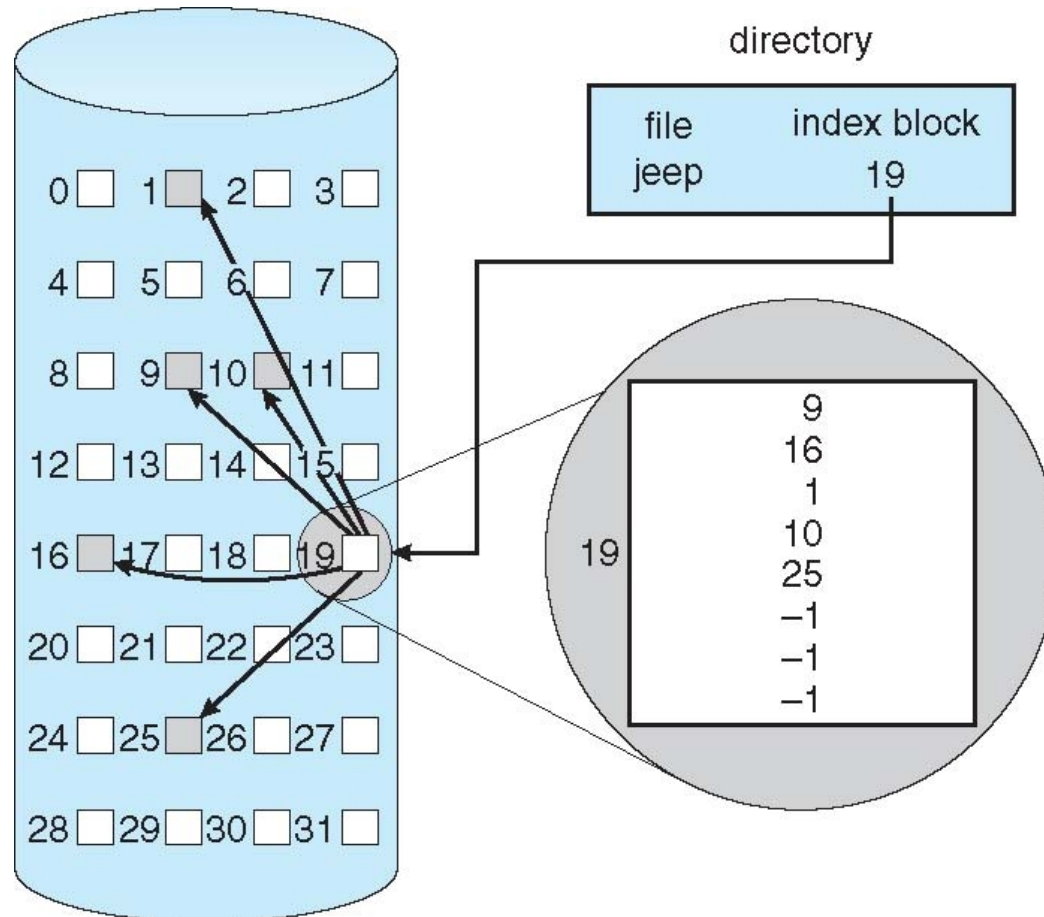 directory
file index block
jeep 19
0 1 2 3
4 5 6 7
8 9 10 11
12 13 14 15
16 17 18 19
20 21 22 23
24 25 26 27
28 29 30 31
19
9
16
1
10
25
–1
–1
–1